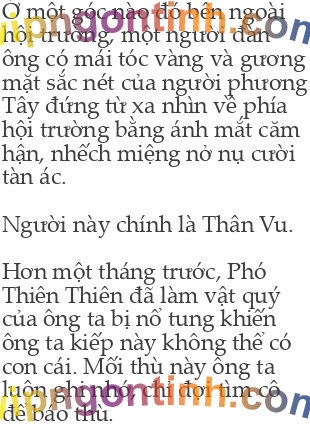 Ở một góc nào đó bên ngoài
hội trường, một người đàn
ông có mái tóc vàng và gương
mặt sắc nét của người phương
Tây đứng từ xa nhìn về phía
hội trường bằng ánh mắt căm
hận, nhếch miệng nở nụ cười
tàn ác.
Người này chính là Thân Vu.
Hơn một tháng trước, Phó
Thiên Thiên đã làm vật quý
của ông ta bị nổ tung khiến
ông ta kiếp này không thể có
con cái. Mối thù này ông ta
luôn ghi nhớ, chỉ đợi tìm cô
để báo thù.
vipngontinh.com
vipngontinh.com